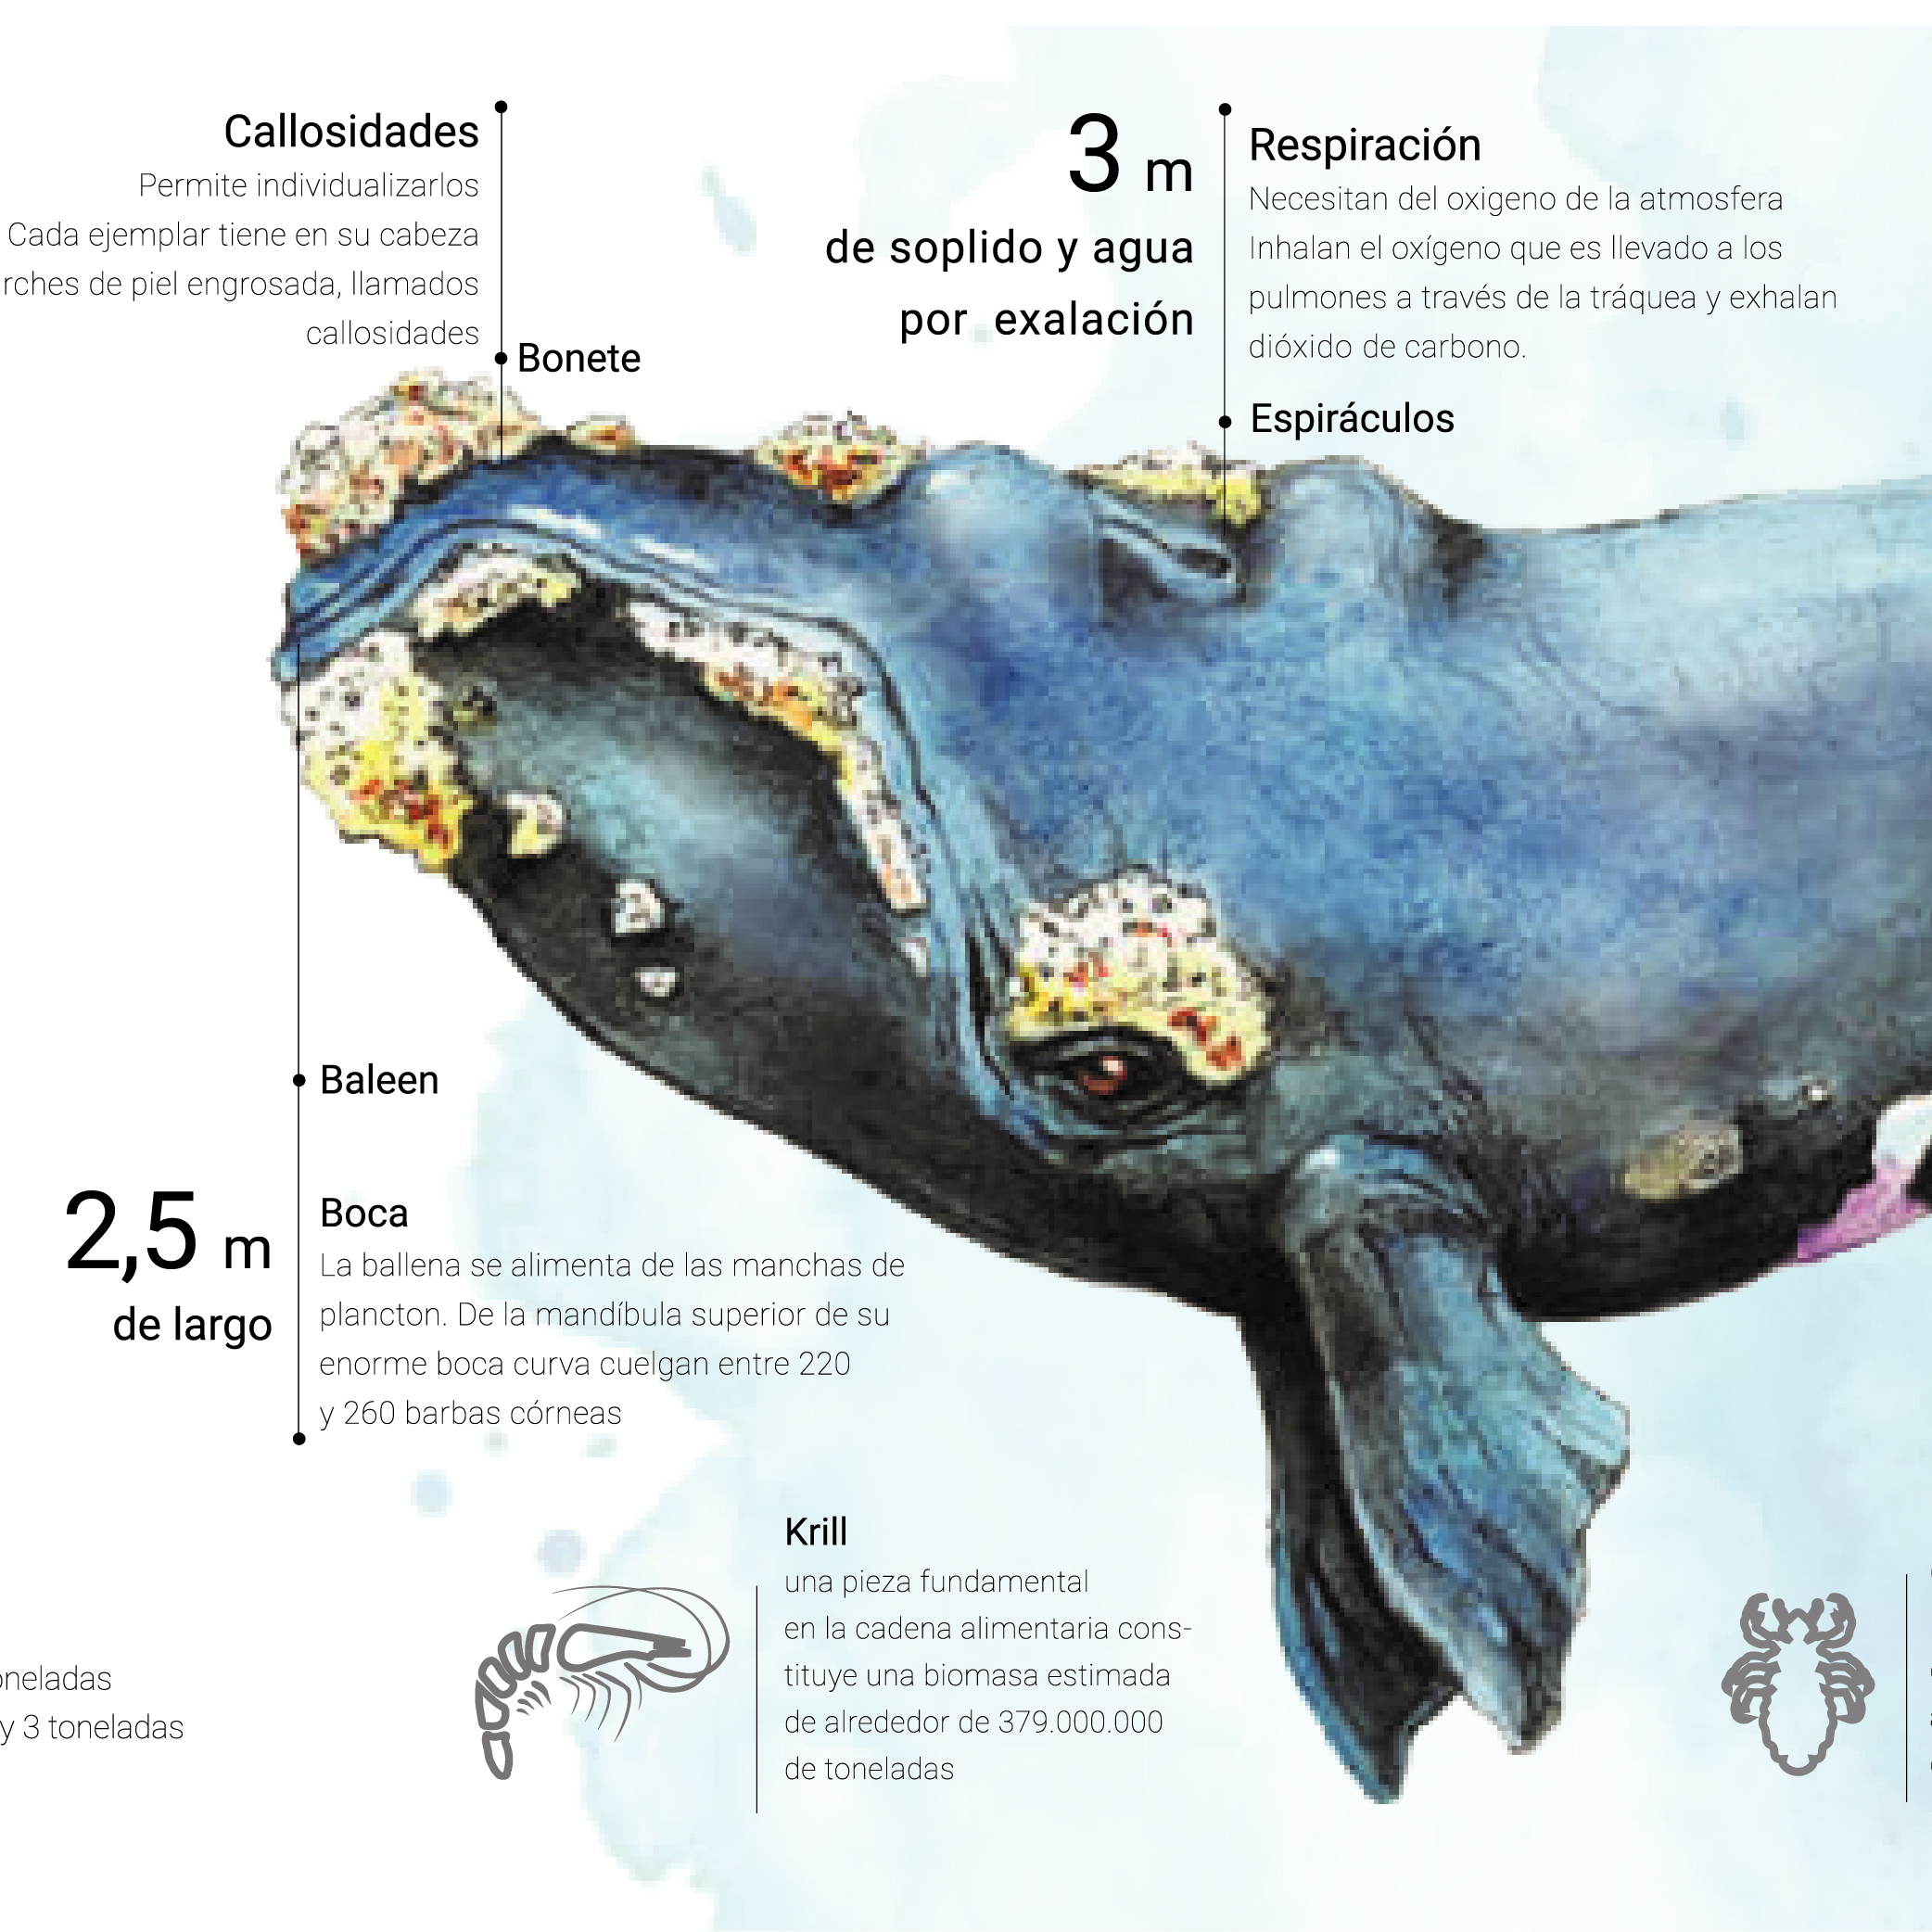 Callosidades
Permite individualizarlos
Cada ejemplar tiene en su cabeza
de piel engrosada, llamados
callosidades
Bonete
3 m
de soplido y agua
por exalación
Respiración
Necesitan del oxigeno de la atmosfera
Inhalan el oxígeno que es llevado a los
pulmones a través de la tráquea y exhalan
dióxido de carbono.
Espiráculos
Baleen
2,5 m
de largo
Boca
La ballena se alimenta de las manchas de
plancton. De la mandíbula superior de su
enorme boca curva cuelgan entre 220
y 260 barbas córneas
Krill
una pieza fundamental
en la cadena alimentaria cons-
tituye una biomasa estimada
de alrededor de 379.000.000
de toneladas
y 3 toneladas